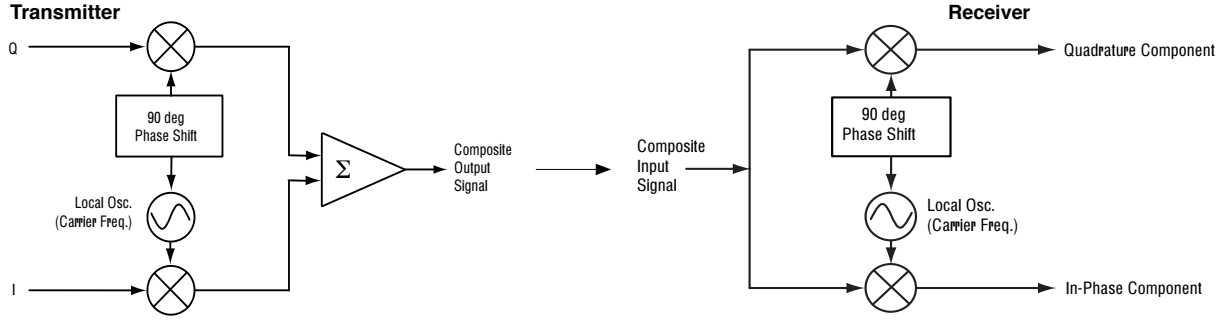 Transmitter
Q
90 deg
Phase Shift
Local Osc.
(Carrier Freq.)
I
Σ
Composite
Output
Signal
Composite
Input
Signal
Receiver
90 deg
Phase Shift
Local Osc.
(Carrier Freq.)
Quadrature Component
In-Phase Component